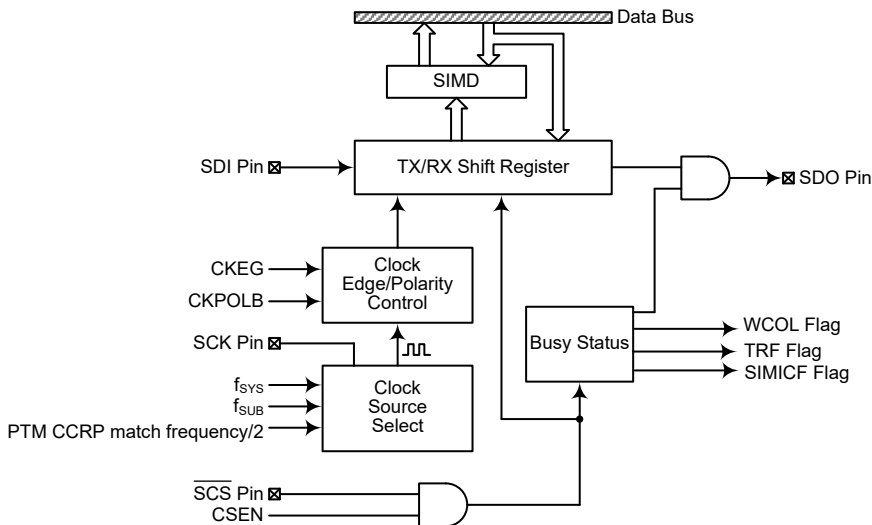 Data Bus
SIMD
SDI Pin
TX/RX Shift Register
SDO Pin
CKEG
CKPOLB
Clock
Edge/Polarity
Control
SCK Pin
Busy Status
WCOL Flag
TRF Flag
SIMICF Flag
fSYS
fSUB
PTM CCRP match frequency/2
Clock
Source
Select
SCS Pin
CSEN